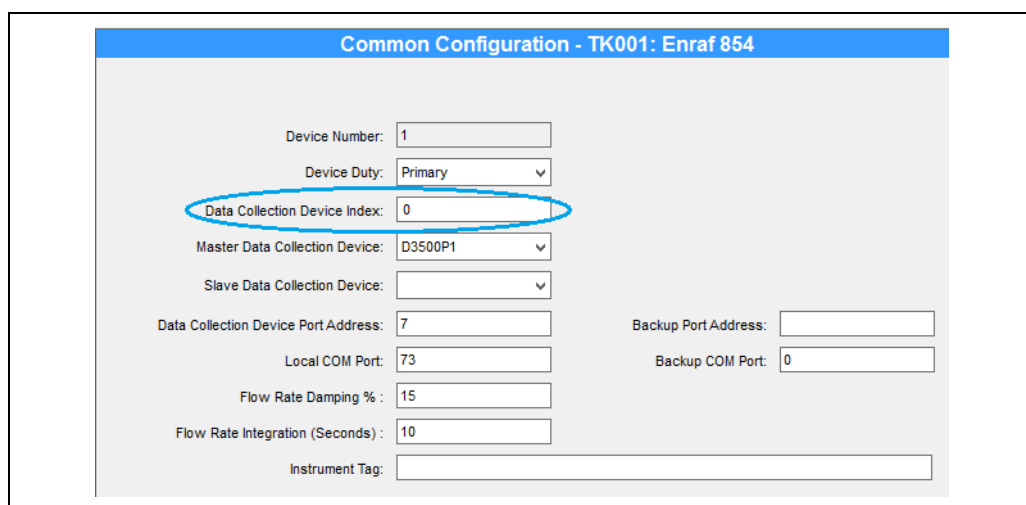 Common Configuration - TK001: Enraf 854
Device Number: 1
Device Duty: Primary
Data Collection Device Index: 0
Master Data Collection Device: D3500P1
Slave Data Collection Device:
Data Collection Device Port Address: 7 Backup Port Address:
Local COM Port: 73 Backup COM Port: 0
Flow Rate Damping % : 15
Flow Rate Integration (Seconds) : 10
Instrument Tag: